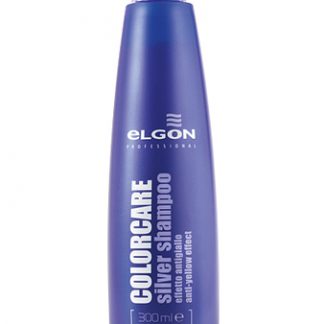 eLGON
PROFESSIONAL
COLORCARE
silver shampoo
effetto antigiallo
anti-yellow effect
300 ml e